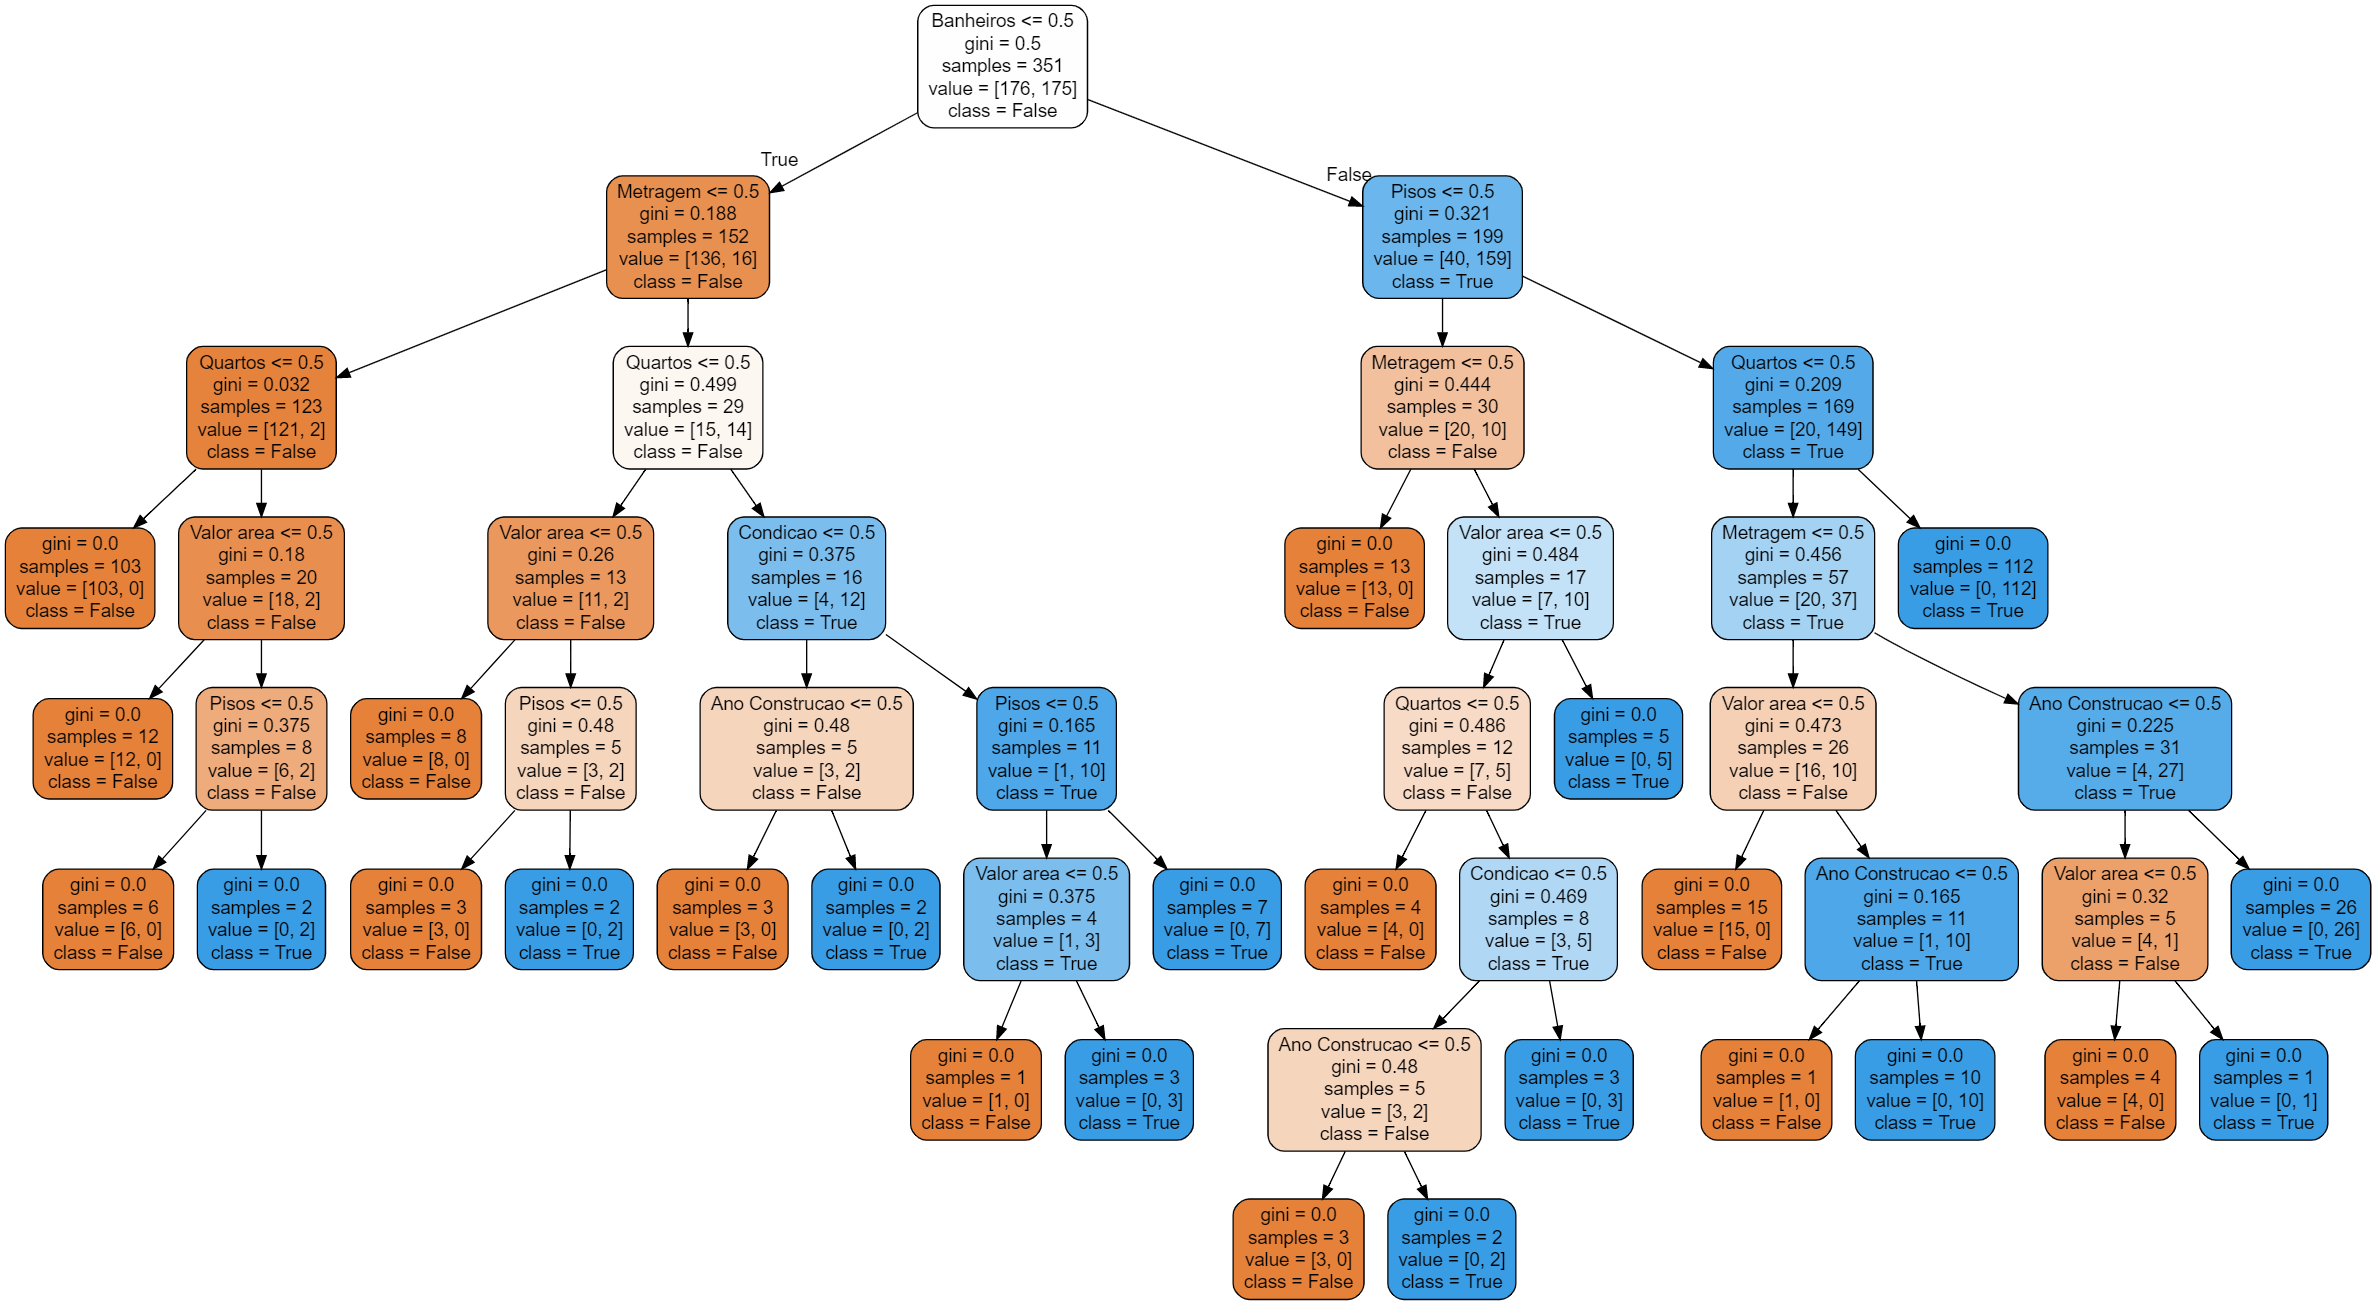 Banheiros <= 0.5
gini = 0.5
samples = 351
value = [176, 175]
class = False
True
False
Metragem <= 0.5
gini = 0.188
samples = 152
value = [136, 16]
class = False
Pisos <= 0.5
gini = 0.321
samples = 199
value = [40, 159]
class = True
Quartos <= 0.5
gini = 0.032
samples = 123
value = [121, 2]
class = False
Quartos <= 0.5
gini = 0.499
samples = 29
value = [15, 14]
class = False
Metragem <= 0.5
gini = 0.444
samples = 30
value = [20, 10]
class = False
Quartos <= 0.5
gini = 0.209
samples = 169
value = [20, 149]
class = True
gini = 0.0
samples = 103
value = [103, 0]
class = False
Valor area <= 0.5
gini = 0.18
samples = 20
value = [18, 2]
class = False
Valor area <= 0.5
gini = 0.26
samples = 13
value = [11, 2]
class = False
Condicao <= 0.5
gini = 0.375
samples = 16
value = [4, 12]
class = True
gini = 0.0
samples = 13
value = [13, 0]
class = False
Valor area <= 0.5
gini = 0.484
samples = 17
value = [7, 10]
class = True
Metragem <= 0.5
gini = 0.456
samples = 57
value = [20, 37]
class = True
gini = 0.0
samples = 112
value = [0, 112]
class = True
gini = 0.0
samples = 12
value = [12, 0]
class = False
Pisos <= 0.5
gini = 0.375
samples = 8
value = [6, 2]
class = False
gini = 0.0
samples = 8
value = [8, 0]
class = False
Pisos <= 0.5
gini = 0.48
samples = 5
value = [3, 2]
class = False
Ano Construcao <= 0.5
gini = 0.48
samples = 5
value = [3, 2]
class = False
Pisos <= 0.5
gini = 0.165
samples = 11
value = [1, 10]
class = True
Quartos <= 0.5
gini = 0.486
samples = 12
value = [7, 5]
class = False
gini = 0.0
samples = 5
value = [0, 5]
class = True
Valor area <= 0.5
gini = 0.473
samples = 26
value = [16, 10]
class = False
Ano Construcao <= 0.5
gini = 0.225
samples = 31
value = [4, 27]
class = True
gini = 0.0
samples = 6
value = [6, 0]
class = False
gini = 0.0
samples = 2
value = [0, 2]
class = True
gini = 0.0
samples = 3
value = [3, 0]
class = False
gini = 0.0
samples = 2
value = [0, 2]
class = True
gini = 0.0
samples = 3
value = [3, 0]
class = False
gini = 0.0
samples = 2
value = [0, 2]
class = True
Valor area <= 0.5
gini = 0.375
samples = 4
value = [1, 3]
class = True
gini = 0.0
samples = 7
value = [0, 7]
class = True
gini = 0.0
samples = 4
value = [4, 0]
class = False
Condicao <= 0.5
gini = 0.469
samples = 8
value = [3, 5]
class = True
gini = 0.0
samples = 15
value = [15, 0]
class = False
Ano Construcao <= 0.5
gini = 0.165
samples = 11
value = [1, 10]
class = True
Valor area <= 0.5
gini = 0.32
samples = 5
value = [4, 1]
class = False
gini = 0.0
samples = 26
value = [0, 26]
class = True
gini = 0.0
samples = 1
value = [1, 0]
class = False
gini = 0.0
samples = 3
value = [0, 3]
class = True
Ano Construcao <= 0.5
gini = 0.48
samples = 5
value = [3, 2]
class = False
gini = 0.0
samples = 3
value = [0, 3]
class = True
gini = 0.0
samples = 1
value = [1, 0]
class = False
gini = 0.0
samples = 10
value = [0, 10]
class = True
gini = 0.0
samples = 4
value = [4, 0]
class = False
gini = 0.0
samples = 1
value = [0, 1]
class = True
gini = 0.0
samples = 3
value = [3, 0]
class = False
gini = 0.0
samples = 2
value = [0, 2]
class = True